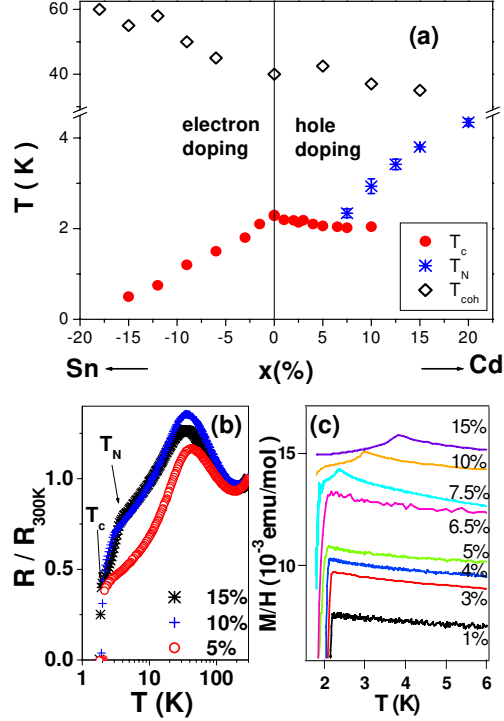 (a)
60
40
4
2
0
T ( K )
electron doping
hole doping
T_c
T_N
T_coh
-20 -15 -10 -5 0 5 10 15 20
Sn ← x(%) → Cd
(b)
T_N
T_c
1.0
0.5
0.0
R / R_300K
15%
10%
5%
1 10 100
T (K)
(c)
15%
10%
7.5%
6.5%
5%
4%
3%
1%
15
10
M/H (10^-3 emu/mol)
2 3 4 5 6
T (K)